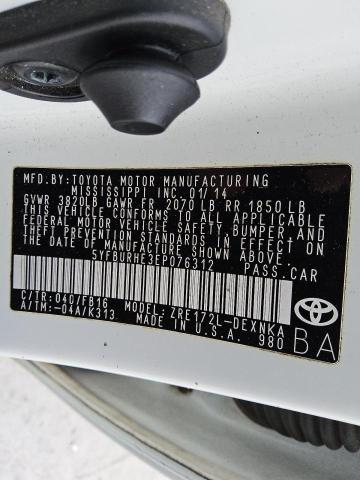 MFD.BY:TOYOTA MOTOR MANUFACTURING
MISSISSIPPI INC. 01/14
GVWR 3820LB GAWR FR 2070 LB RR 1850 LB
THIS VEHICLE CONFORMS TO ALL APPLICABLE
FEDERAL MOTOR VEHICLE SAFETY, BUMPER, AND
THEFT PREVENTION STANDARDS IN EFFECT ON THE
DATE OF MANUFACTURE SHOWN ABOVE.
5YFBURHE3EP076312 PASS.CAR
C/TR: 040/FB16 MODEL: ZRE172L-DEXNKA
A/TM: -04A/K313 MADE IN U.S.A. 980 BA